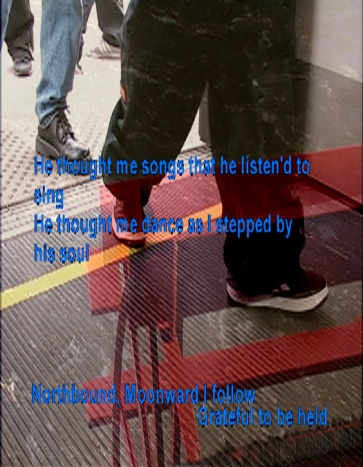 He thought me songs that he listen'd to
sing
He thought me dance as I stepped by
his soul
Northbound, Moonward I follow
Grateful to be held